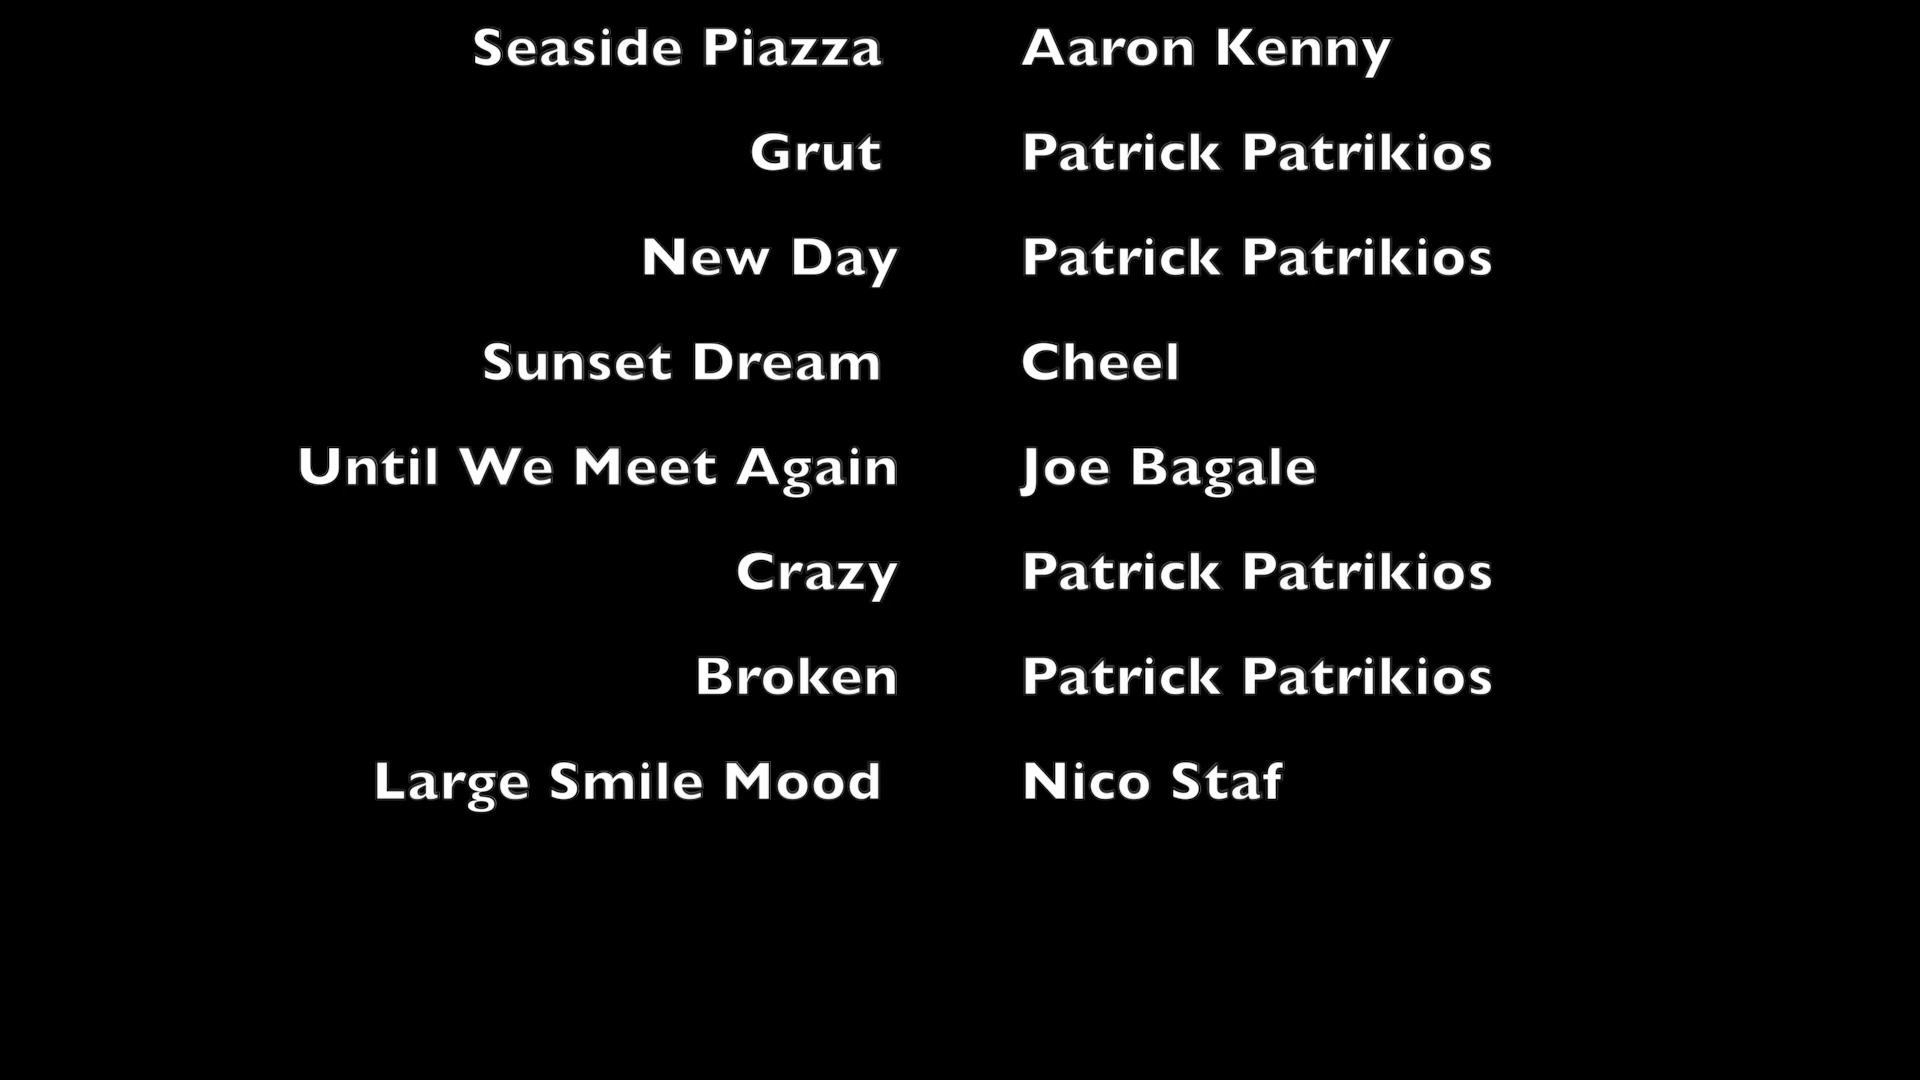 Seaside Piazza Aaron Kenny
Grut Patrick Patrikios
New Day Patrick Patrikios
Sunset Dream Cheel
Until We Meet Again Joe Bagale
Crazy Patrick Patrikios
Broken Patrick Patrikios
Large Smile Mood Nico Staf